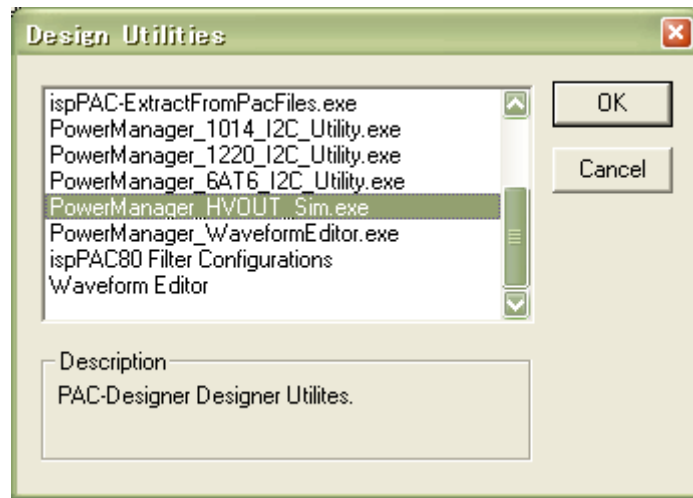 Design Utilities
ispPAC-ExtractFromPacFiles.exe
PowerManager_1014_I2C_Utility.exe
PowerManager_1220_I2C_Utility.exe
PowerManager_6AT6_I2C_Utility.exe
PowerManager_HVOUT_Sim.exe
PowerManager_WaveformEditor.exe
ispPAC80 Filter Configurations
Waveform Editor
OK
Cancel
Description
PAC-Designer Designer Utilites.